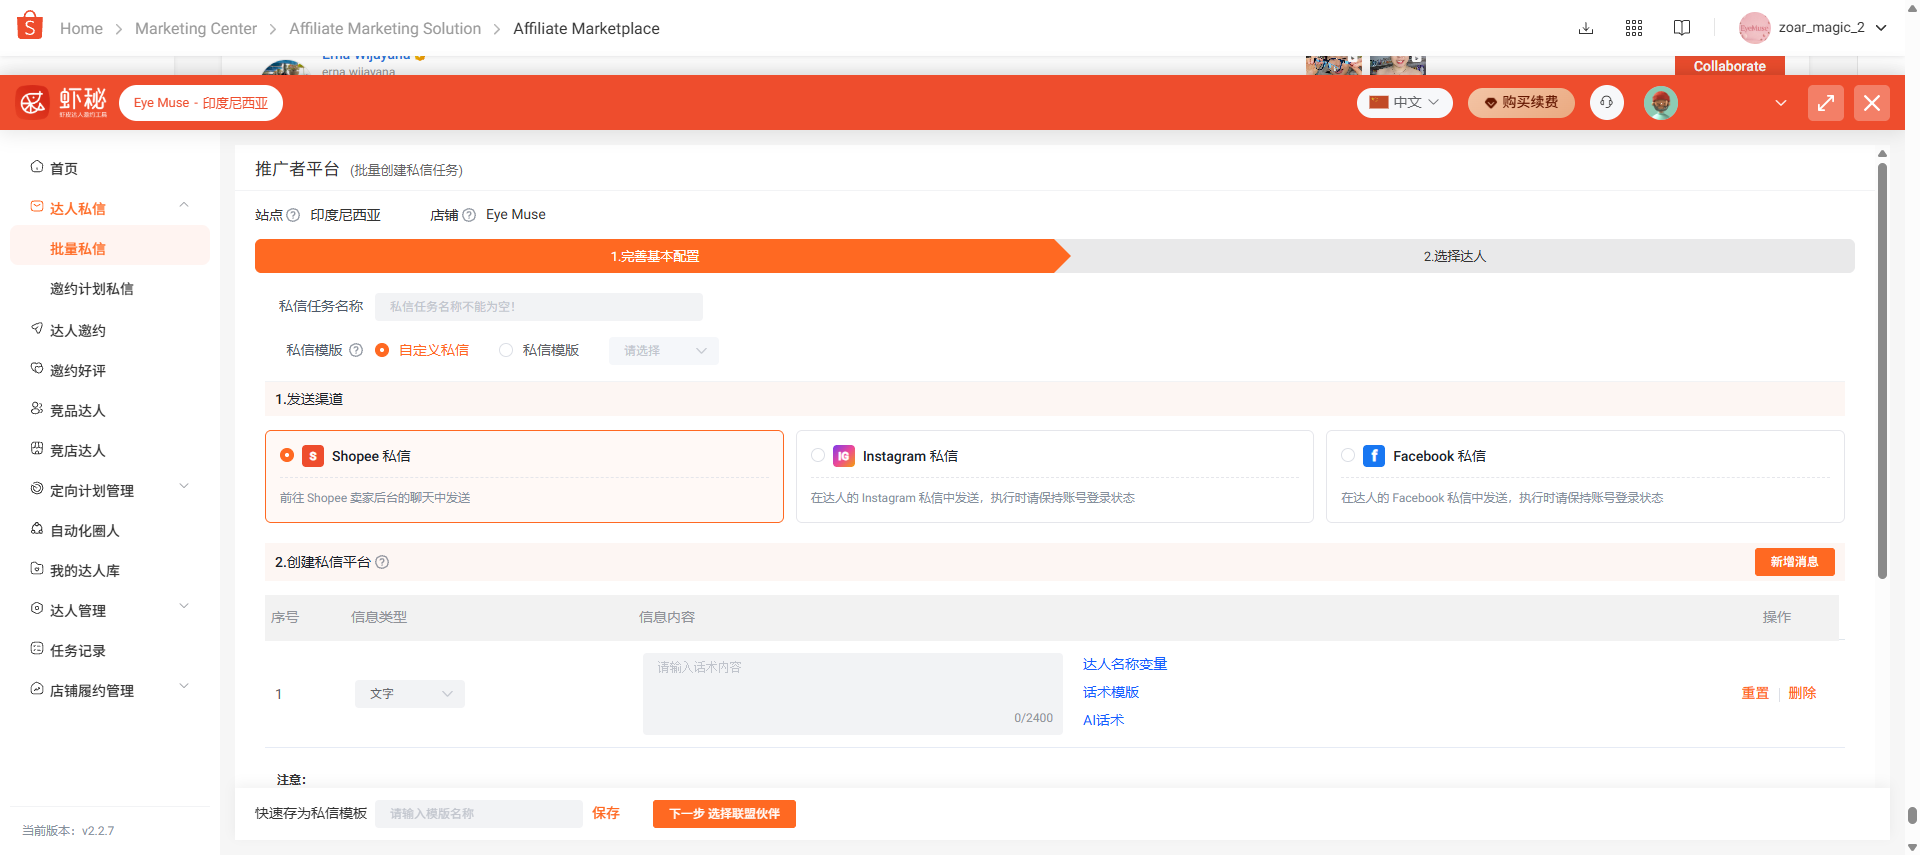 Home > Marketing Center > Affiliate Marketing Solution > Affiliate Marketplace
zoar_magic_2
Erna Wijayana
erna.wijayana
Collaborate
虾秘
虾皮达人邀约工具
Eye Muse - 印度尼西亚
中文
购买续费
首页
达人私信
批量私信
邀约计划私信
达人邀约
邀约好评
竞品达人
竞店达人
定向计划管理
自动化圈人
我的达人库
达人管理
任务记录
店铺履约管理
当前版本：v2.2.7
推广者平台 (批量创建私信任务)
站点 印度尼西亚 店铺 Eye Muse
1.完善基本配置
2.选择达人
私信任务名称 私信任务名称不能为空！
私信模版 自定义私信 私信模版 请选择
1.发送渠道
S Shopee 私信
前往 Shopee 卖家后台的聊天中发送
IG Instagram 私信
在达人的 Instagram 私信中发送，执行时请保持账号登录状态
f Facebook 私信
在达人的 Facebook 私信中发送，执行时请保持账号登录状态
2.创建私信平台
新增消息
序号 信息类型 信息内容 操作
1 文字
请输入话术内容
0/2400
达人名称变量
话术模版
AI话术
重置 删除
注意：
快速存为私信模板 请输入模版名称 保存 下一步 选择联盟伙伴